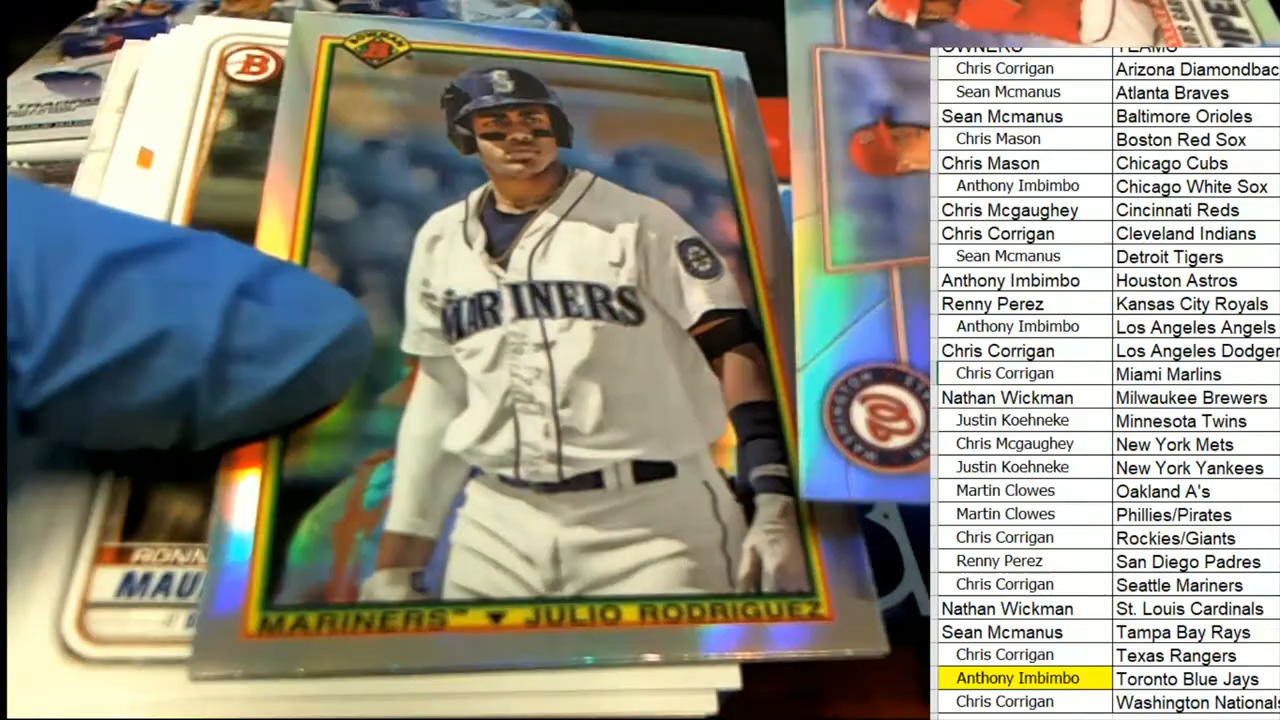 BOWMAN
B
S
MARINERS
MARINERS™ ▼ JULIO RODRIGUEZ
RONN
MAU
WASHINGTON
W
OWNERS TEAMS
Chris Corrigan Arizona Diamondbac
Sean Mcmanus Atlanta Braves
Sean Mcmanus Baltimore Orioles
Chris Mason Boston Red Sox
Chris Mason Chicago Cubs
Anthony Imbimbo Chicago White Sox
Chris Mcgaughey Cincinnati Reds
Chris Corrigan Cleveland Indians
Sean Mcmanus Detroit Tigers
Anthony Imbimbo Houston Astros
Renny Perez Kansas City Royals
Anthony Imbimbo Los Angeles Angels
Chris Corrigan Los Angeles Dodger
Chris Corrigan Miami Marlins
Nathan Wickman Milwaukee Brewers
Justin Koehneke Minnesota Twins
Chris Mcgaughey New York Mets
Justin Koehneke New York Yankees
Martin Clowes Oakland A's
Martin Clowes Phillies/Pirates
Chris Corrigan Rockies/Giants
Renny Perez San Diego Padres
Chris Corrigan Seattle Mariners
Nathan Wickman St. Louis Cardinals
Sean Mcmanus Tampa Bay Rays
Chris Corrigan Texas Rangers
Anthony Imbimbo Toronto Blue Jays
Chris Corrigan Washington Nationals